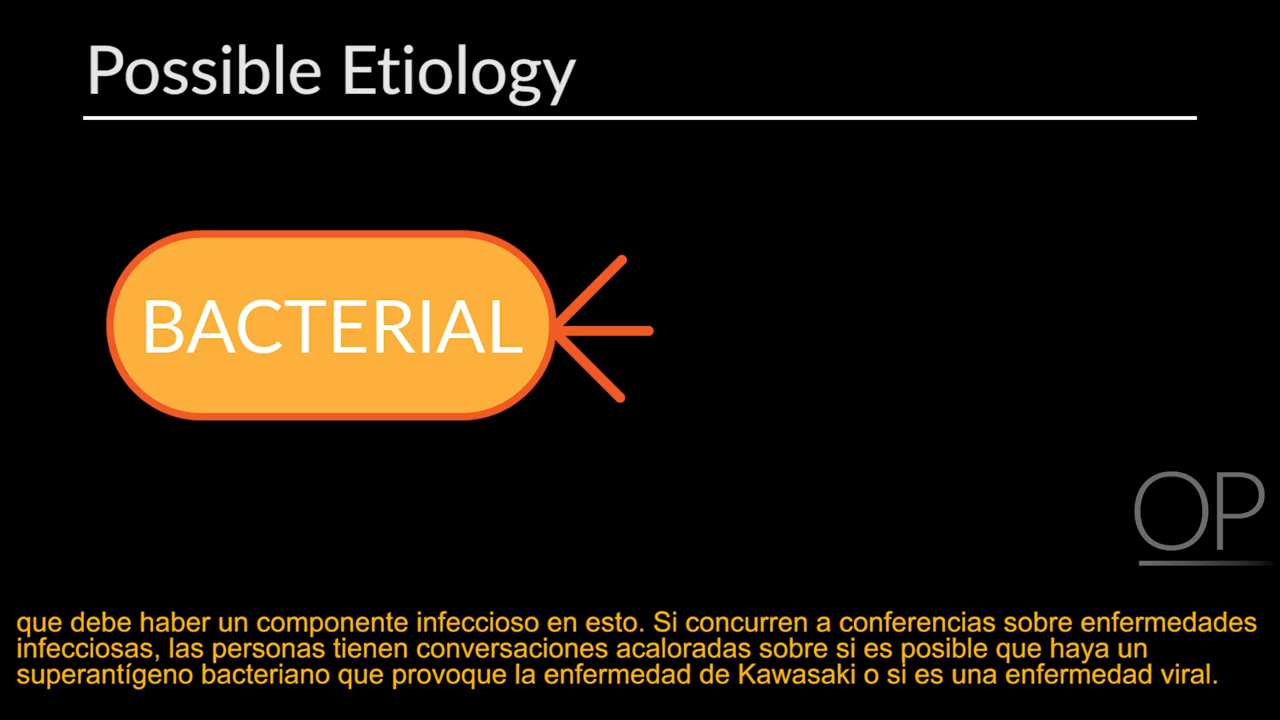 Possible Etiology
BACTERIAL
OP
que debe haber un componente infeccioso en esto. Si concurren a conferencias sobre enfermedades
infecciosas, las personas tienen conversaciones acaloradas sobre si es posible que haya un
superantígeno bacteriano que provoque la enfermedad de Kawasaki o si es una enfermedad viral.